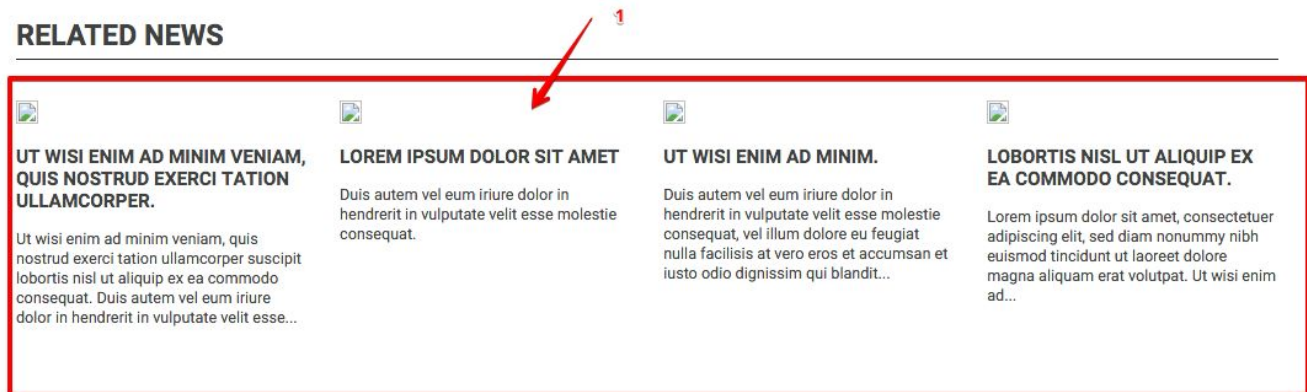 1
RELATED NEWS
UT WISI ENIM AD MINIM VENIAM,
QUIS NOSTRUD EXERCI TATION
ULLAMCORPER.
Ut wisi enim ad minim veniam, quis
nostrud exerci tation ullamcorper suscipit
lobortis nisl ut aliquip ex ea commodo
consequat. Duis autem vel eum iriure
dolor in hendrerit in vulputate velit esse...
LOREM IPSUM DOLOR SIT AMET
Duis autem vel eum iriure dolor in
hendrerit in vulputate velit esse molestie
consequat.
UT WISI ENIM AD MINIM.
Duis autem vel eum iriure dolor in
hendrerit in vulputate velit esse molestie
consequat, vel illum dolore eu feugiat
nulla facilisis at vero eros et accumsan et
iusto odio dignissim qui blandit...
LOBORTIS NISL UT ALIQUIP EX
EA COMMODO CONSEQUAT.
Lorem ipsum dolor sit amet, consectetuer
adipiscing elit, sed diam nonummy nibh
euismod tincidunt ut laoreet dolore
magna aliquam erat volutpat. Ut wisi enim
ad...